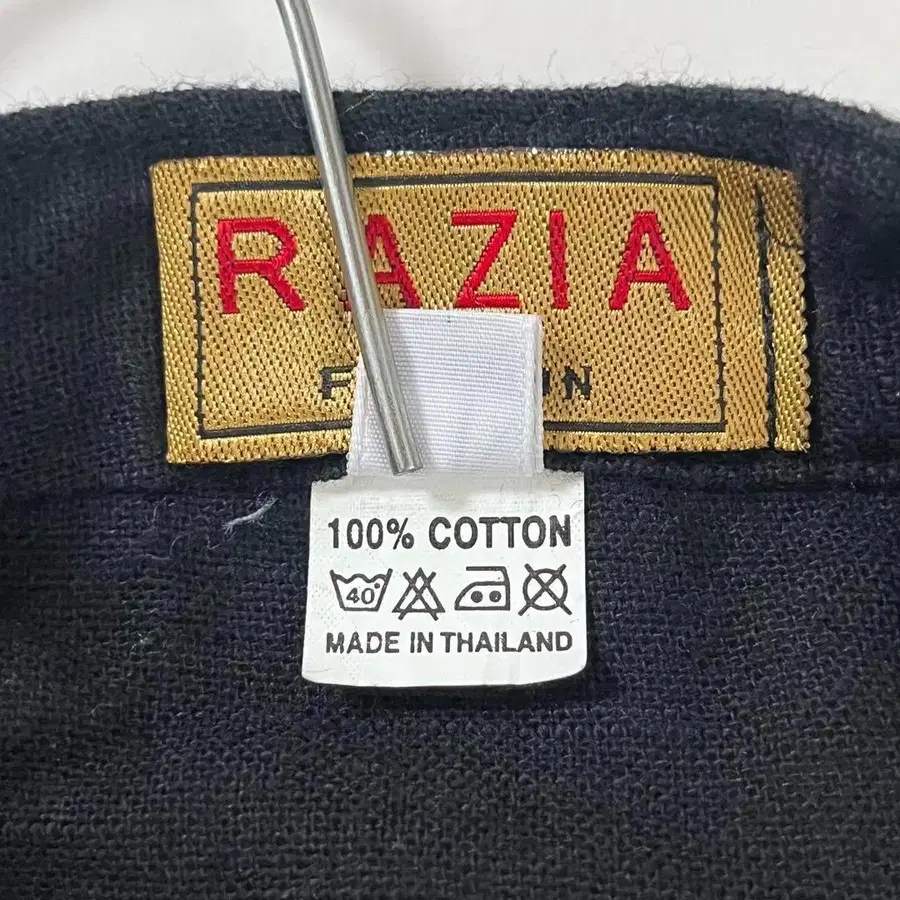 RAZIA
100% COTTON
40°
MADE IN THAILAND